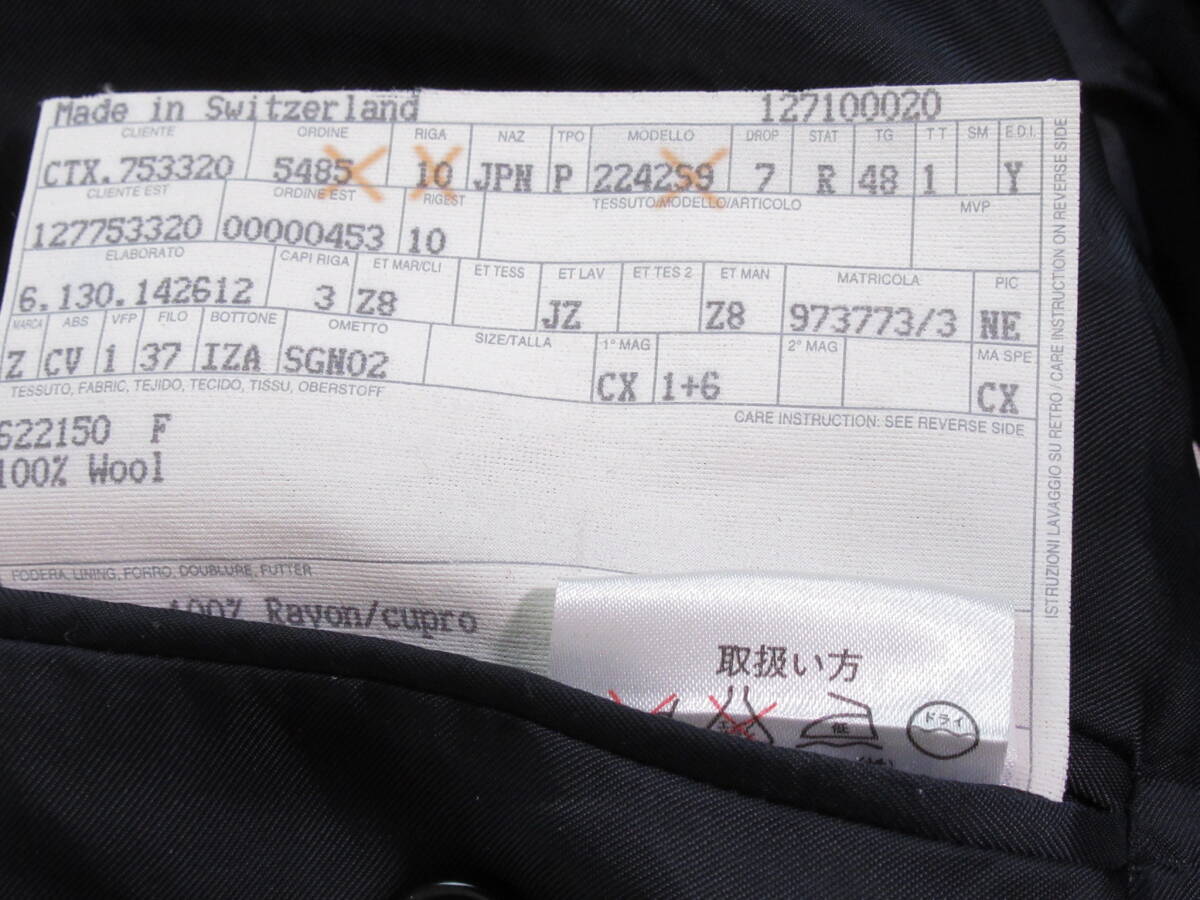 Made in Switzerland 127100020
CLIENTE ORDINE RIGA NAZ TPO MODELLO DROP STAT TG TT SM E.D.I.
CTX.753320 5485 10 JPN P 224299 7 R 48 1 Y
CLIENTE EST ORDINE EST RIGEST TESSUTO/MODELLO/ARTICOLO MVP
127753320 00000453 10
ELABORATO CAPI RIGA ET MAR/CLI ET TESS ET LAV ET TES 2 ET MAN MATRICOLA PIC
6.130.142612 3 Z8 JZ Z8 973773/3 NE
MARCA ABS VFP FILO BOTTONE OMETTO SIZE/TALLA 1° MAG 2° MAG MA SPE
Z CV 1 37 IZA SGN02 CX 1+6 CX
TESSUTO, FABRIC, TEJIDO, TECIDO, TISSU, OBERSTOFF
CARE INSTRUCTION: SEE REVERSE SIDE
622150 F
100% Wool
FODERA, LINING, FORRO, DOUBLURE, FUTTER
100% Rayon/cupro
ISTRUZIONI LAVAGGIO SU RETRO / CARE INSTRUCTION ON REVERSE SIDE
取扱い方
低 ドライ